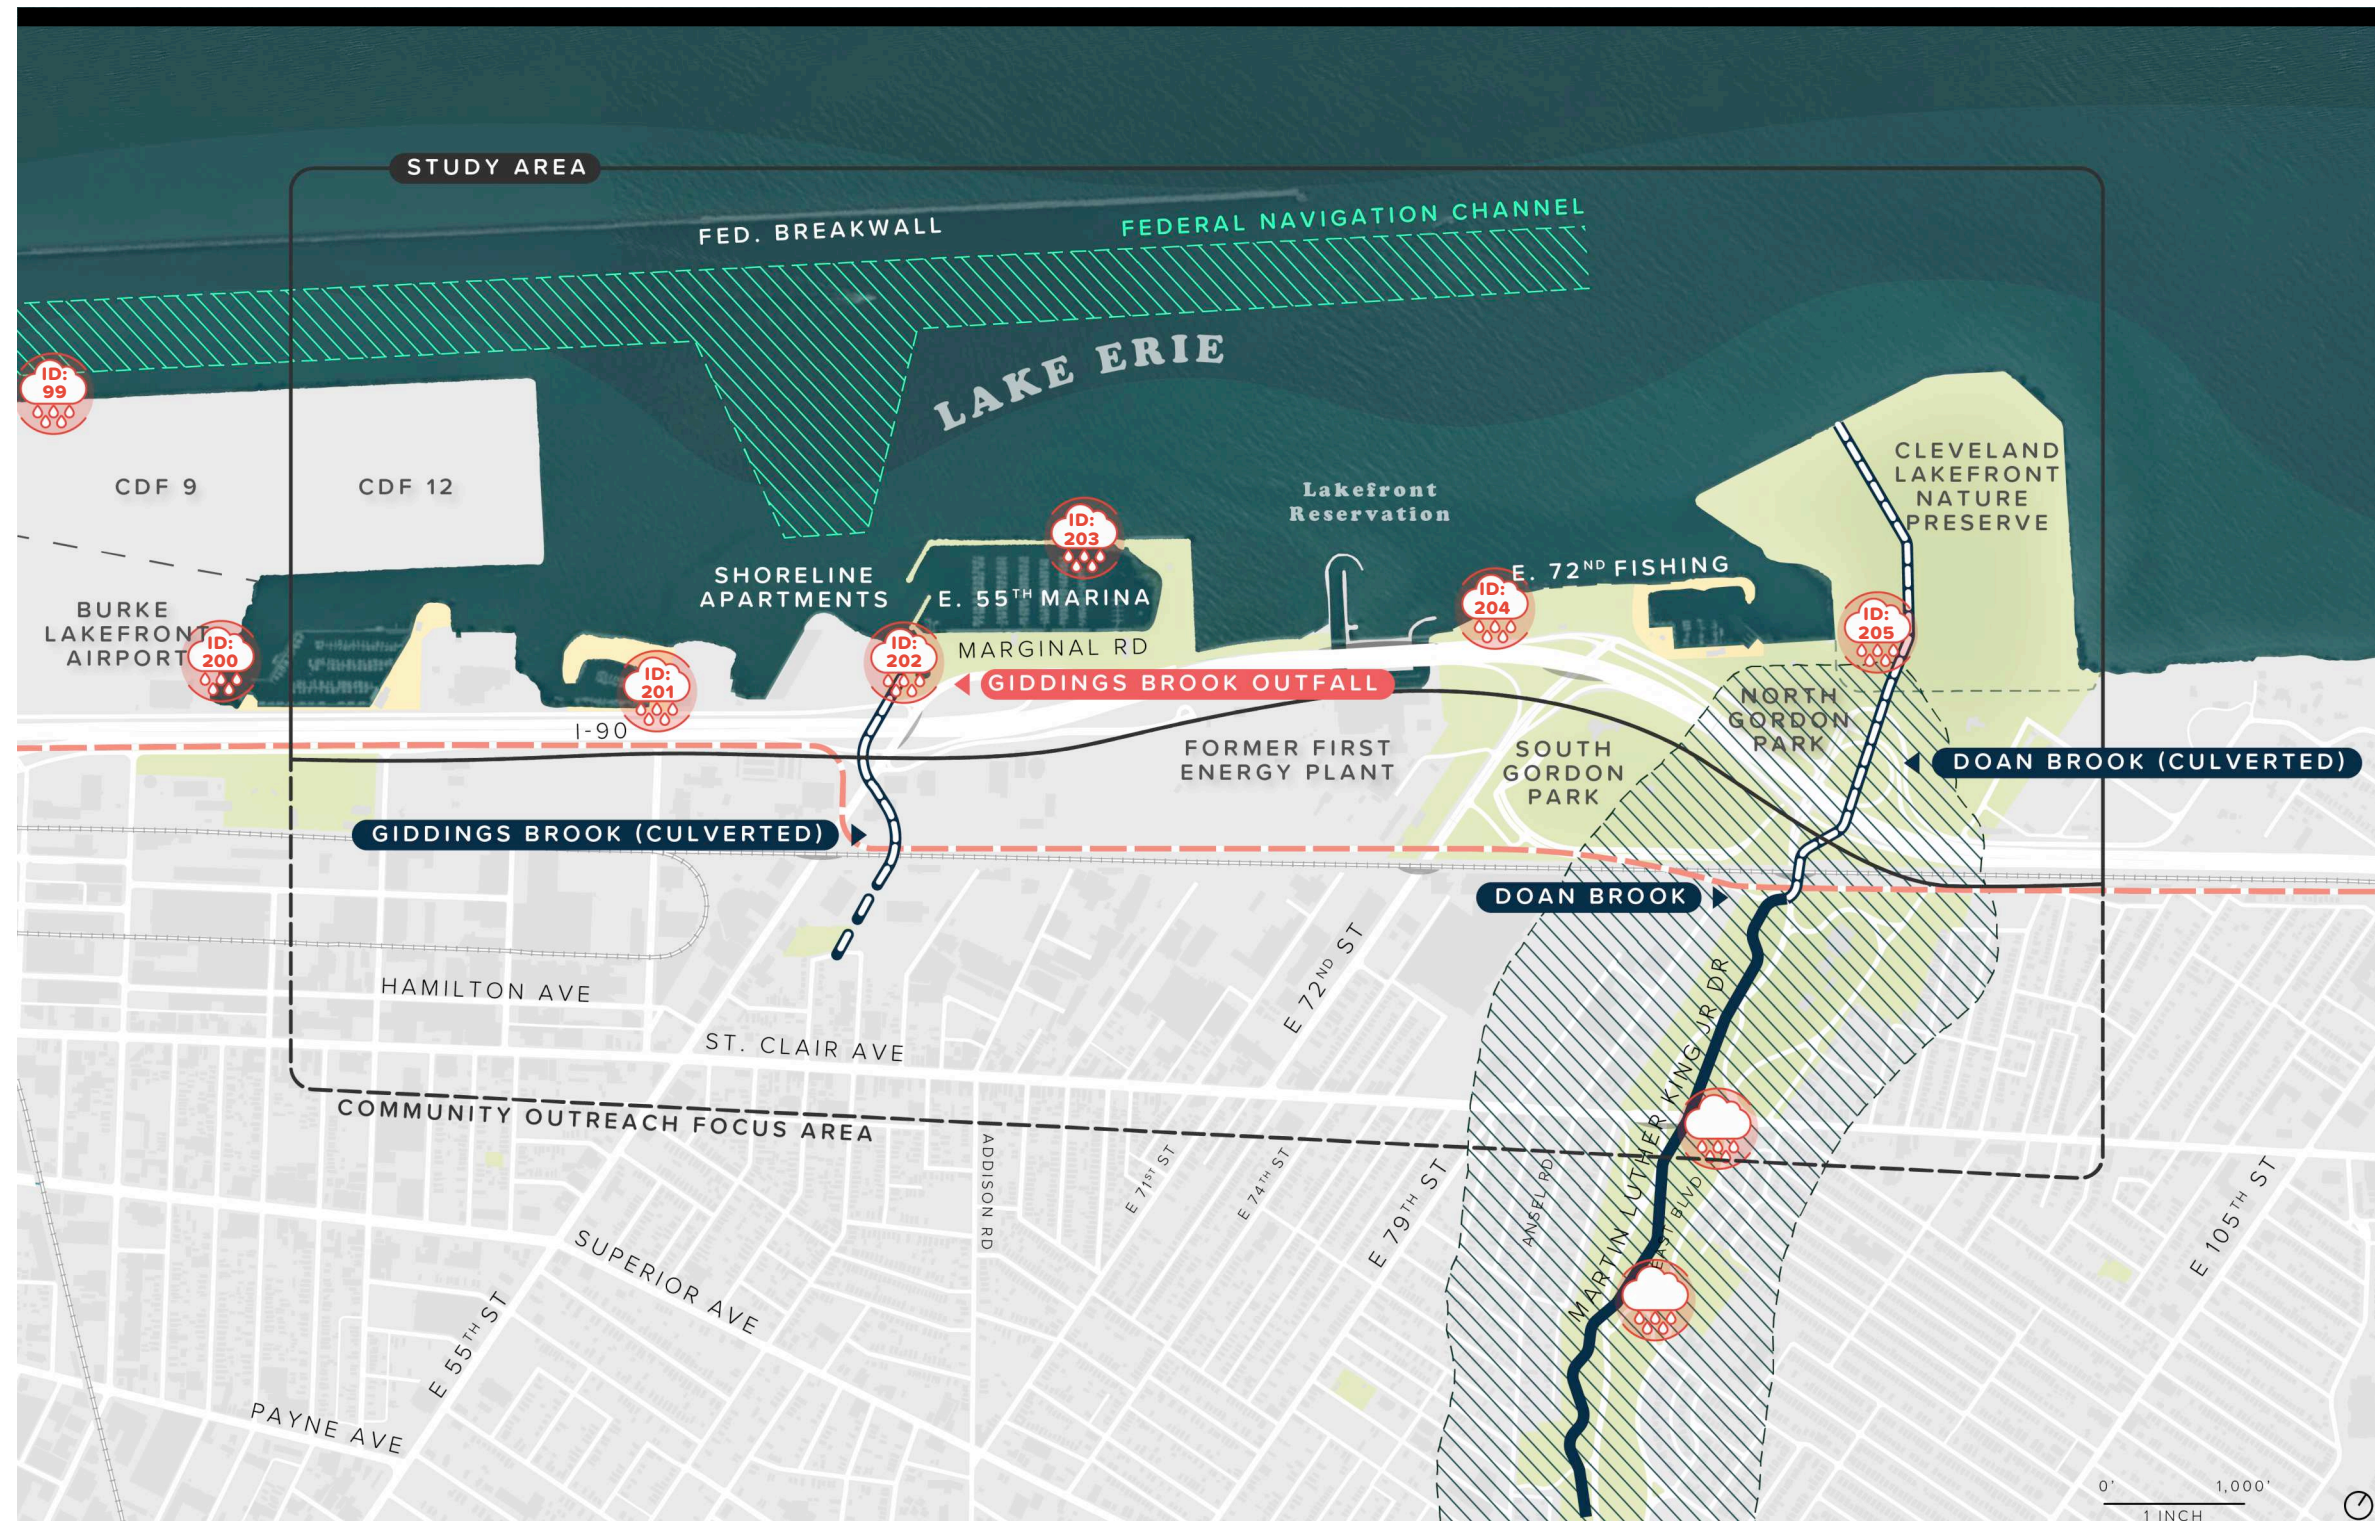 STUDY AREA
FED. BREAKWALL
FEDERAL NAVIGATION CHANNEL
LAKE ERIE
ID:
99
CDF 9
CDF 12
CLEVELAND
LAKEFRONT
NATURE
PRESERVE
Lakefront
Reservation
ID:
203
SHORELINE
APARTMENTS
E. 55TH MARINA
E. 72ND FISHING
ID:
204
BURKE
LAKEFRONT
AIRPORT
ID:
200
ID:
201
ID:
202
MARGINAL RD
ID:
205
GIDDINGS BROOK OUTFALL
I-90
NORTH
GORDON
PARK
FORMER FIRST
ENERGY PLANT
SOUTH
GORDON
PARK
DOAN BROOK (CULVERTED)
GIDDINGS BROOK (CULVERTED)
DOAN BROOK
HAMILTON AVE
E 72ND ST
ST. CLAIR AVE
MARTIN LUTHER KING JR DR
COMMUNITY OUTREACH FOCUS AREA
ADDISON RD
E 71ST ST
E 74TH ST
E 79TH ST
ANSEL RD
EAST BLVD
E 105TH ST
SUPERIOR AVE
E 55TH ST
PAYNE AVE
0' 1,000'
1 INCH